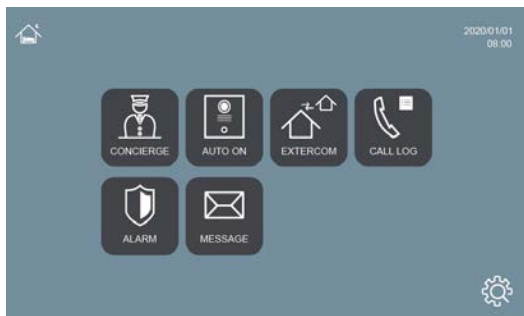 2020/01/01
08:00
CONCIERGE
AUTO ON
EXTERCOM
CALL LOG
ALARM
MESSAGE